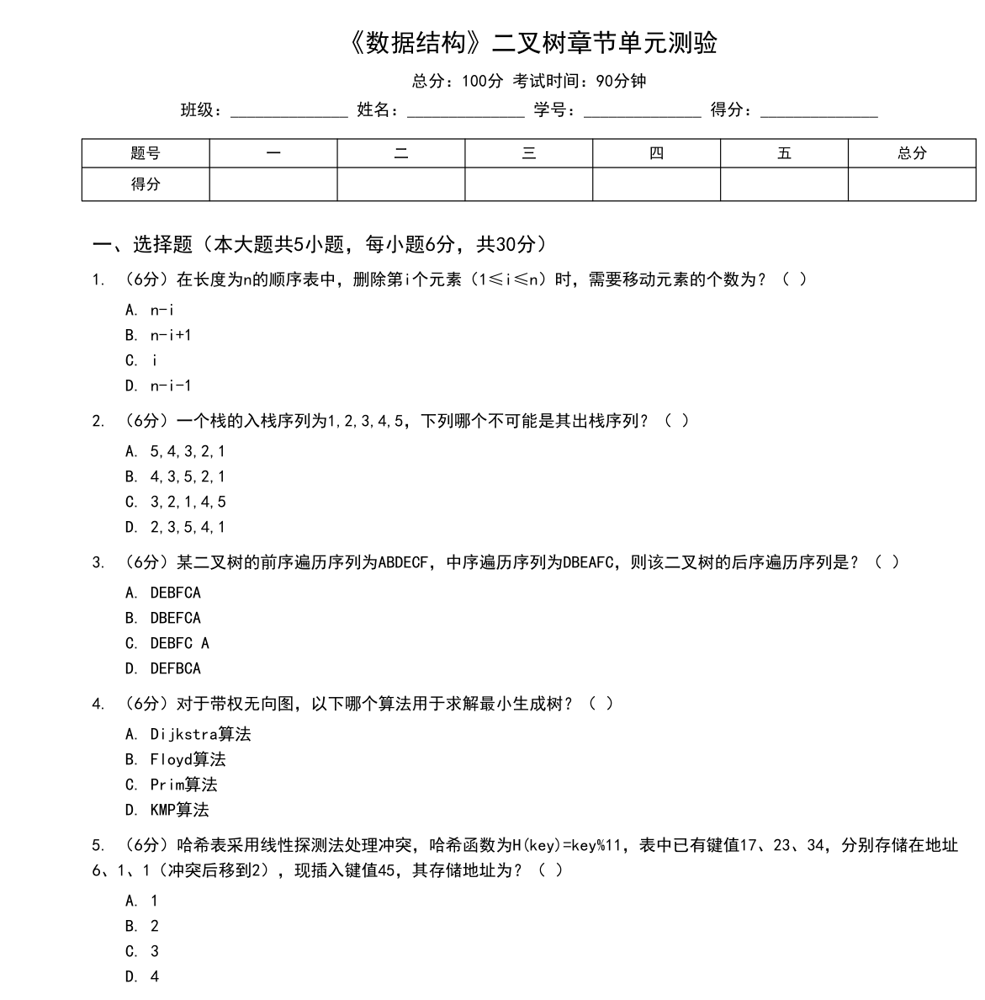 《数据结构》二叉树章节单元测验
总分：100分 考试时间：90分钟
班级：______________ 姓名：______________ 学号：______________ 得分：______________
题号 一 二 三 四 五 总分
得分
一、选择题（本大题共5小题，每小题6分，共30分）
1. （6分）在长度为n的顺序表中，删除第i个元素（1≤i≤n）时，需要移动元素的个数为？（ ）
A. n-i
B. n-i+1
C. i
D. n-i-1
2. （6分）一个栈的入栈序列为1,2,3,4,5，下列哪个不可能是其出栈序列？（ ）
A. 5,4,3,2,1
B. 4,3,5,2,1
C. 3,2,1,4,5
D. 2,3,5,4,1
3. （6分）某二叉树的前序遍历序列为ABDECF，中序遍历序列为DBEAFC，则该二叉树的后序遍历序列是？（ ）
A. DEBFCA
B. DBEFCA
C. DEBFC A
D. DEFBCA
4. （6分）对于带权无向图，以下哪个算法用于求解最小生成树？（ ）
A. Dijkstra算法
B. Floyd算法
C. Prim算法
D. KMP算法
5. （6分）哈希表采用线性探测法处理冲突，哈希函数为H(key)=key%11，表中已有键值17、23、34，分别存储在地址
6、1、1（冲突后移到2），现插入键值45，其存储地址为？（ ）
A. 1
B. 2
C. 3
D. 4